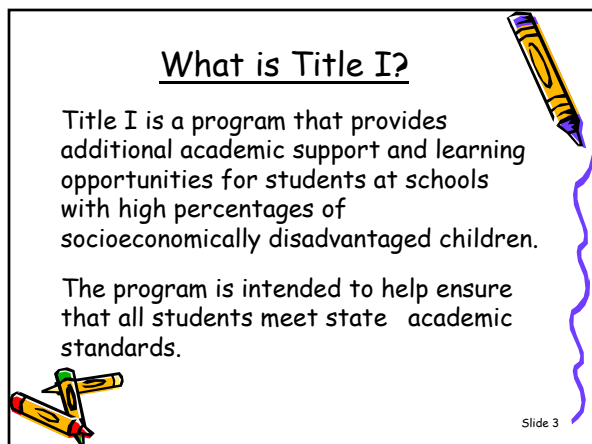 What is Title I?
Title I is a program that provides
additional academic support and learning
opportunities for students at schools
with high percentages of
socioeconomically disadvantaged children.
The program is intended to help ensure
that all students meet state academic
standards.
Slide 3